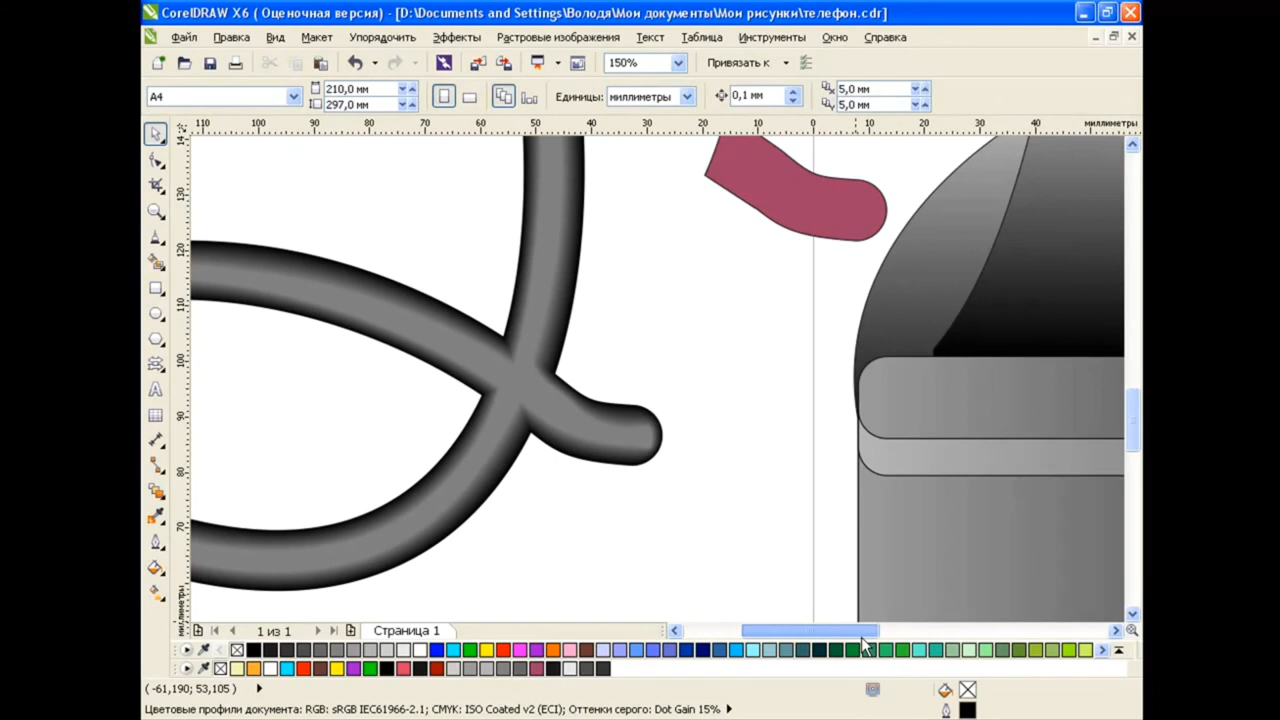 CorelDRAW X6 ( Оценочная версия) - [D:\Documents and Settings\Володя\Мои документы\Мои рисунки\телефон.cdr]
Файл Правка Вид Макет Упорядочить Эффекты Растровые изображения Текст Таблица Инструменты Окно Справка
150% Привязать к
A4 210,0 мм 297,0 мм Единицы: миллиметры 0,1 мм 5,0 мм 5,0 мм
110 100 90 80 70 60 50 40 30 20 10 0 10 20 30 40 миллиметры
130
120
110
100
90
80
70
миллиметры
1 из 1 Страница 1
( -61,190; 53,105 )
Цветовые профили документа: RGB: sRGB IEC61966-2.1; CMYK: ISO Coated v2 (ECI); Оттенки серого: Dot Gain 15%